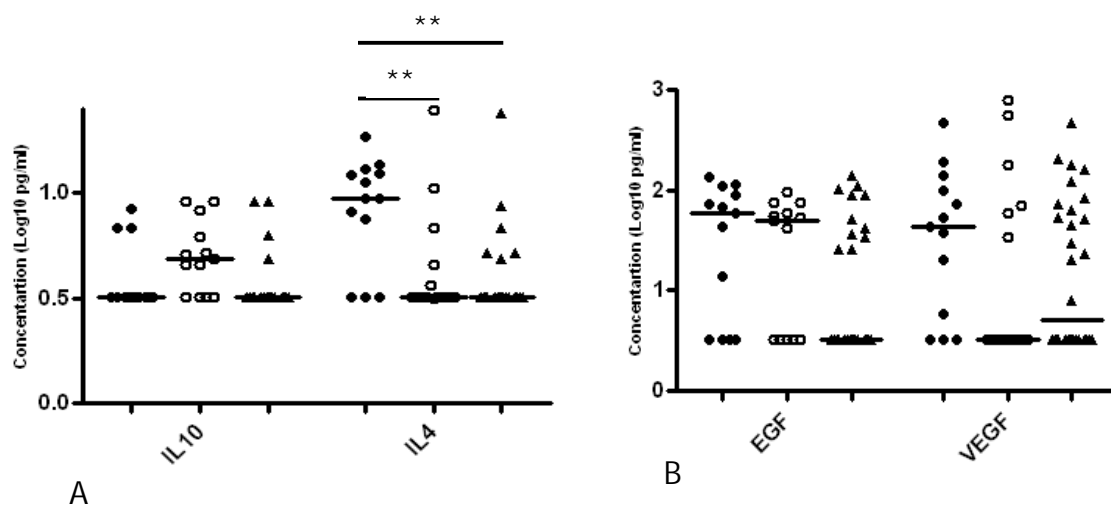 **
**
Concentartion (Log10 pg/ml)
1.0
0.5
0.0
IL10
IL4
A
Concentartion (Log10 pg/ml)
3
2
1
0
EGF
VEGF
B